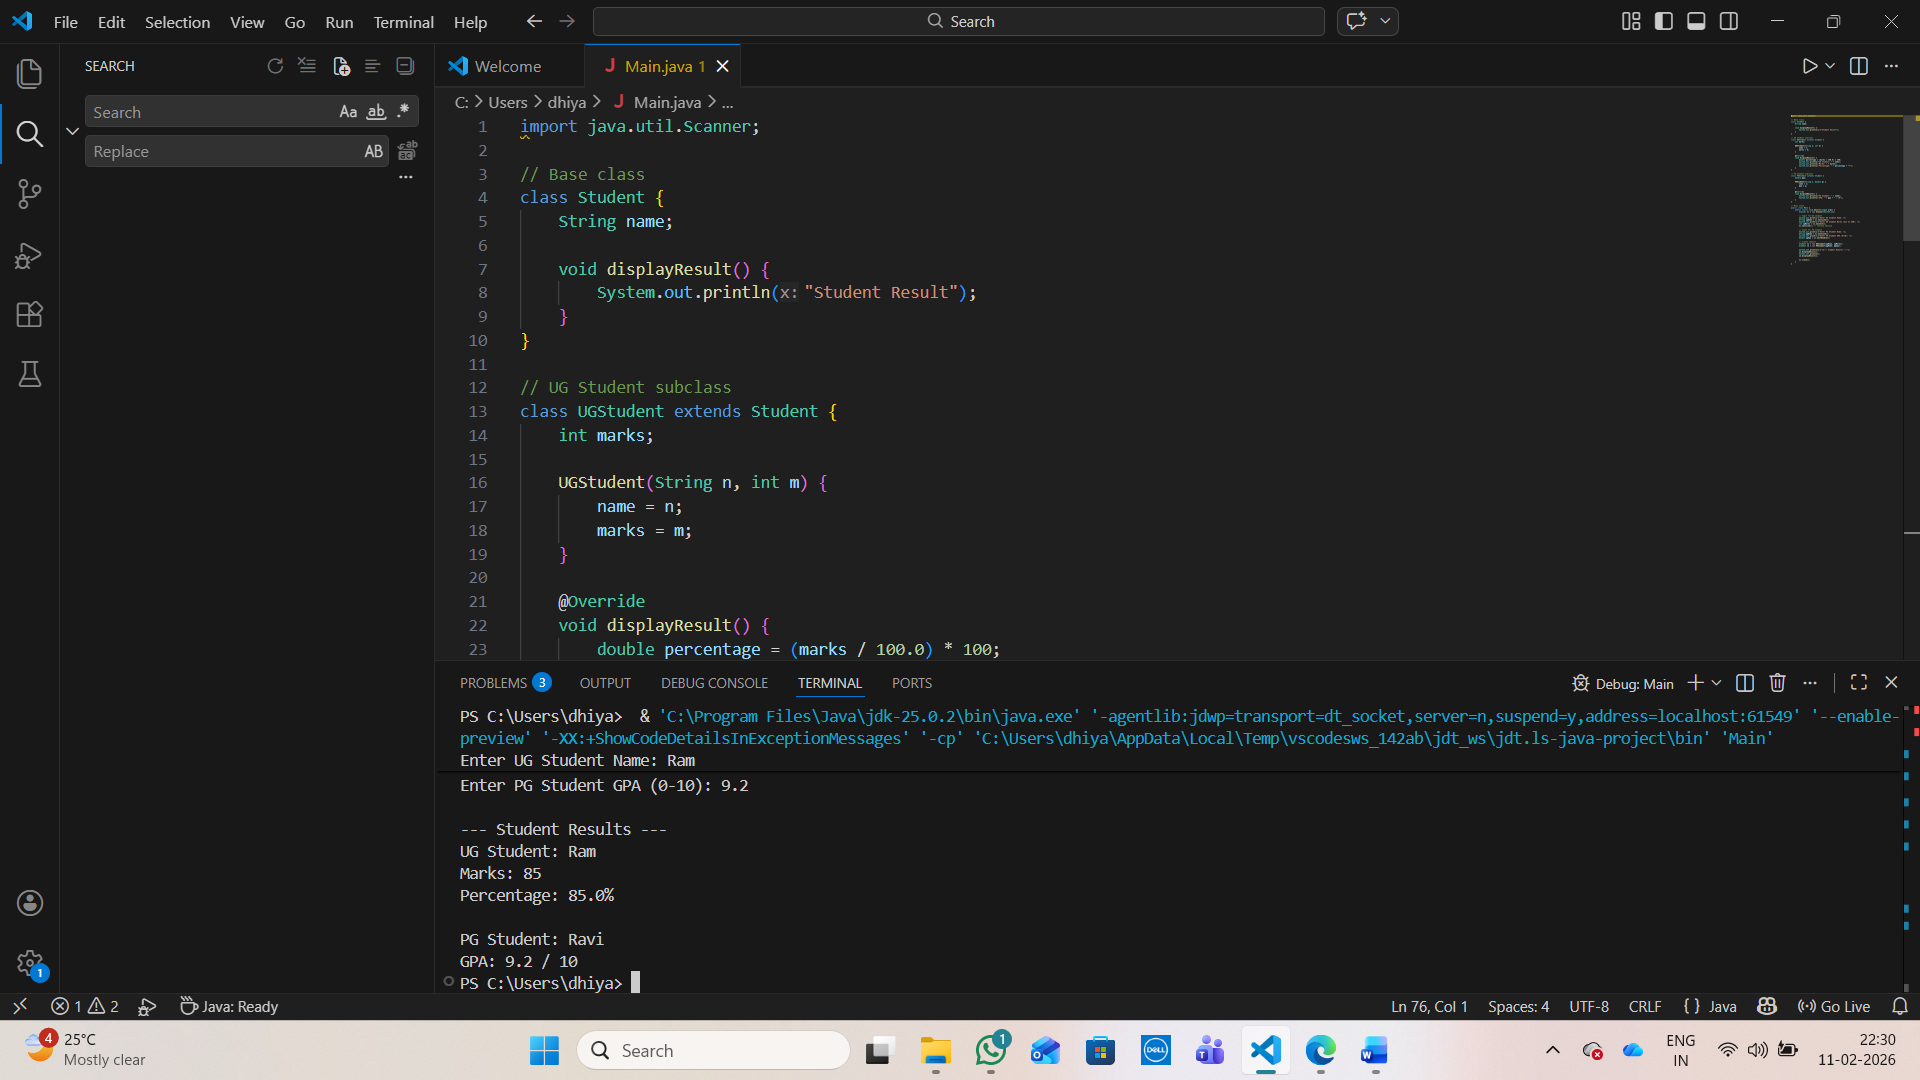 File Edit Selection View Go Run Terminal Help
Search
SEARCH
Search
Aa ab .*
Replace
AB
Welcome
J Main.java 1
C: > Users > dhiya > J Main.java > ...
1 import java.util.Scanner;
2
3 // Base class
4 class Student {
5 String name;
6
7 void displayResult() {
8 System.out.println(x: "Student Result");
9 }
10 }
11
12 // UG Student subclass
13 class UGStudent extends Student {
14 int marks;
15
16 UGStudent(String n, int m) {
17 name = n;
18 marks = m;
19 }
20
21 @Override
22 void displayResult() {
23 double percentage = (marks / 100.0) * 100;
PROBLEMS 3 OUTPUT DEBUG CONSOLE TERMINAL PORTS
Debug: Main
PS C:\Users\dhiya>  & 'C:\Program Files\Java\jdk-25.0.2\bin\java.exe' '-agentlib:jdwp=transport=dt_socket,server=n,suspend=y,address=localhost:61549' '--enable-
preview' '-XX:+ShowCodeDetailsInExceptionMessages' '-cp' 'C:\Users\dhiya\AppData\Local\Temp\vscodesws_142ab\jdt_ws\jdt.ls-java-project\bin' 'Main'
Enter UG Student Name: Ram
Enter PG Student GPA (0-10): 9.2
--- Student Results ---
UG Student: Ram
Marks: 85
Percentage: 85.0%
PG Student: Ravi
GPA: 9.2 / 10
PS C:\Users\dhiya>
1
1 2 Java: Ready
Ln 76, Col 1 Spaces: 4 UTF-8 CRLF { } Java Go Live
4
25°C
Mostly clear
Search
1
DELL
ENG
IN
22:30
11-02-2026